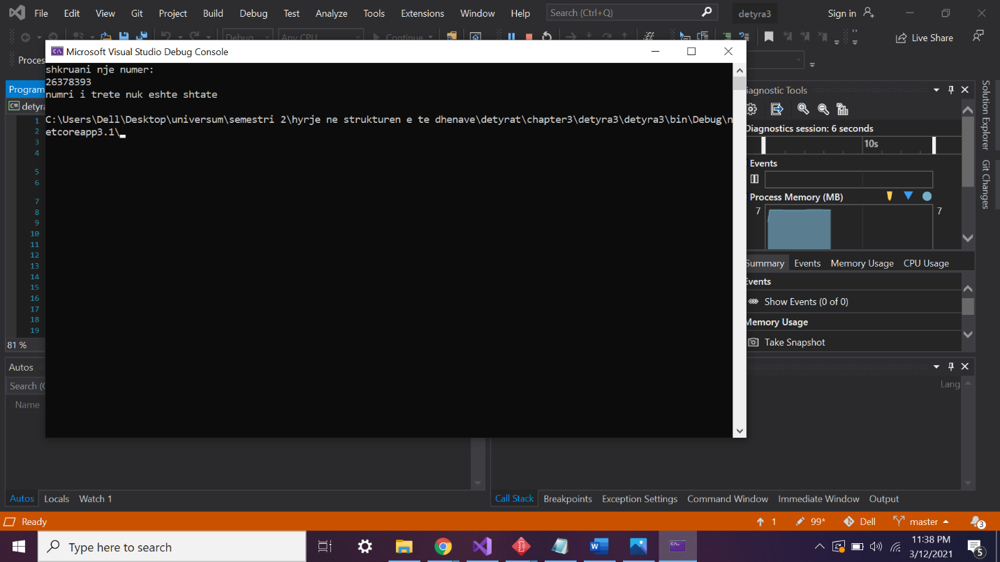 File Edit View Git Project Build Debug Test Analyze Tools Extensions Window Help Search (Ctrl+Q) detyra3 Sign in
Debug Any CPU Continue Live Share
Microsoft Visual Studio Debug Console
shkruani nje numer:
26378393
numri i trete nuk eshte shtate
C:\Users\Dell\Desktop\universum\semestri 2\hyrje ne strukturen e te dhenave\detyrat\chapter3\detyra3\detyra3\bin\Debug\n
etcoreapp3.1\
Proces
Program
detyra
1
2
3
4
5
6
7
8
9
10
11
12
13
14
15
16
17
18
19
81 %
Autos
Search (C
Name
iagnostic Tools
Diagnostics session: 6 seconds
10s
Events
Process Memory (MB)
7 7
Summary Events Memory Usage CPU Usage
Events
Show Events (0 of 0)
Memory Usage
Take Snapshot
Solution Explorer
Git Changes
Lang
Autos Locals Watch 1
Call Stack Breakpoints Exception Settings Command Window Immediate Window Output
Ready 1 99* Dell master 3
Type here to search
11:38 PM
3/12/2021
5